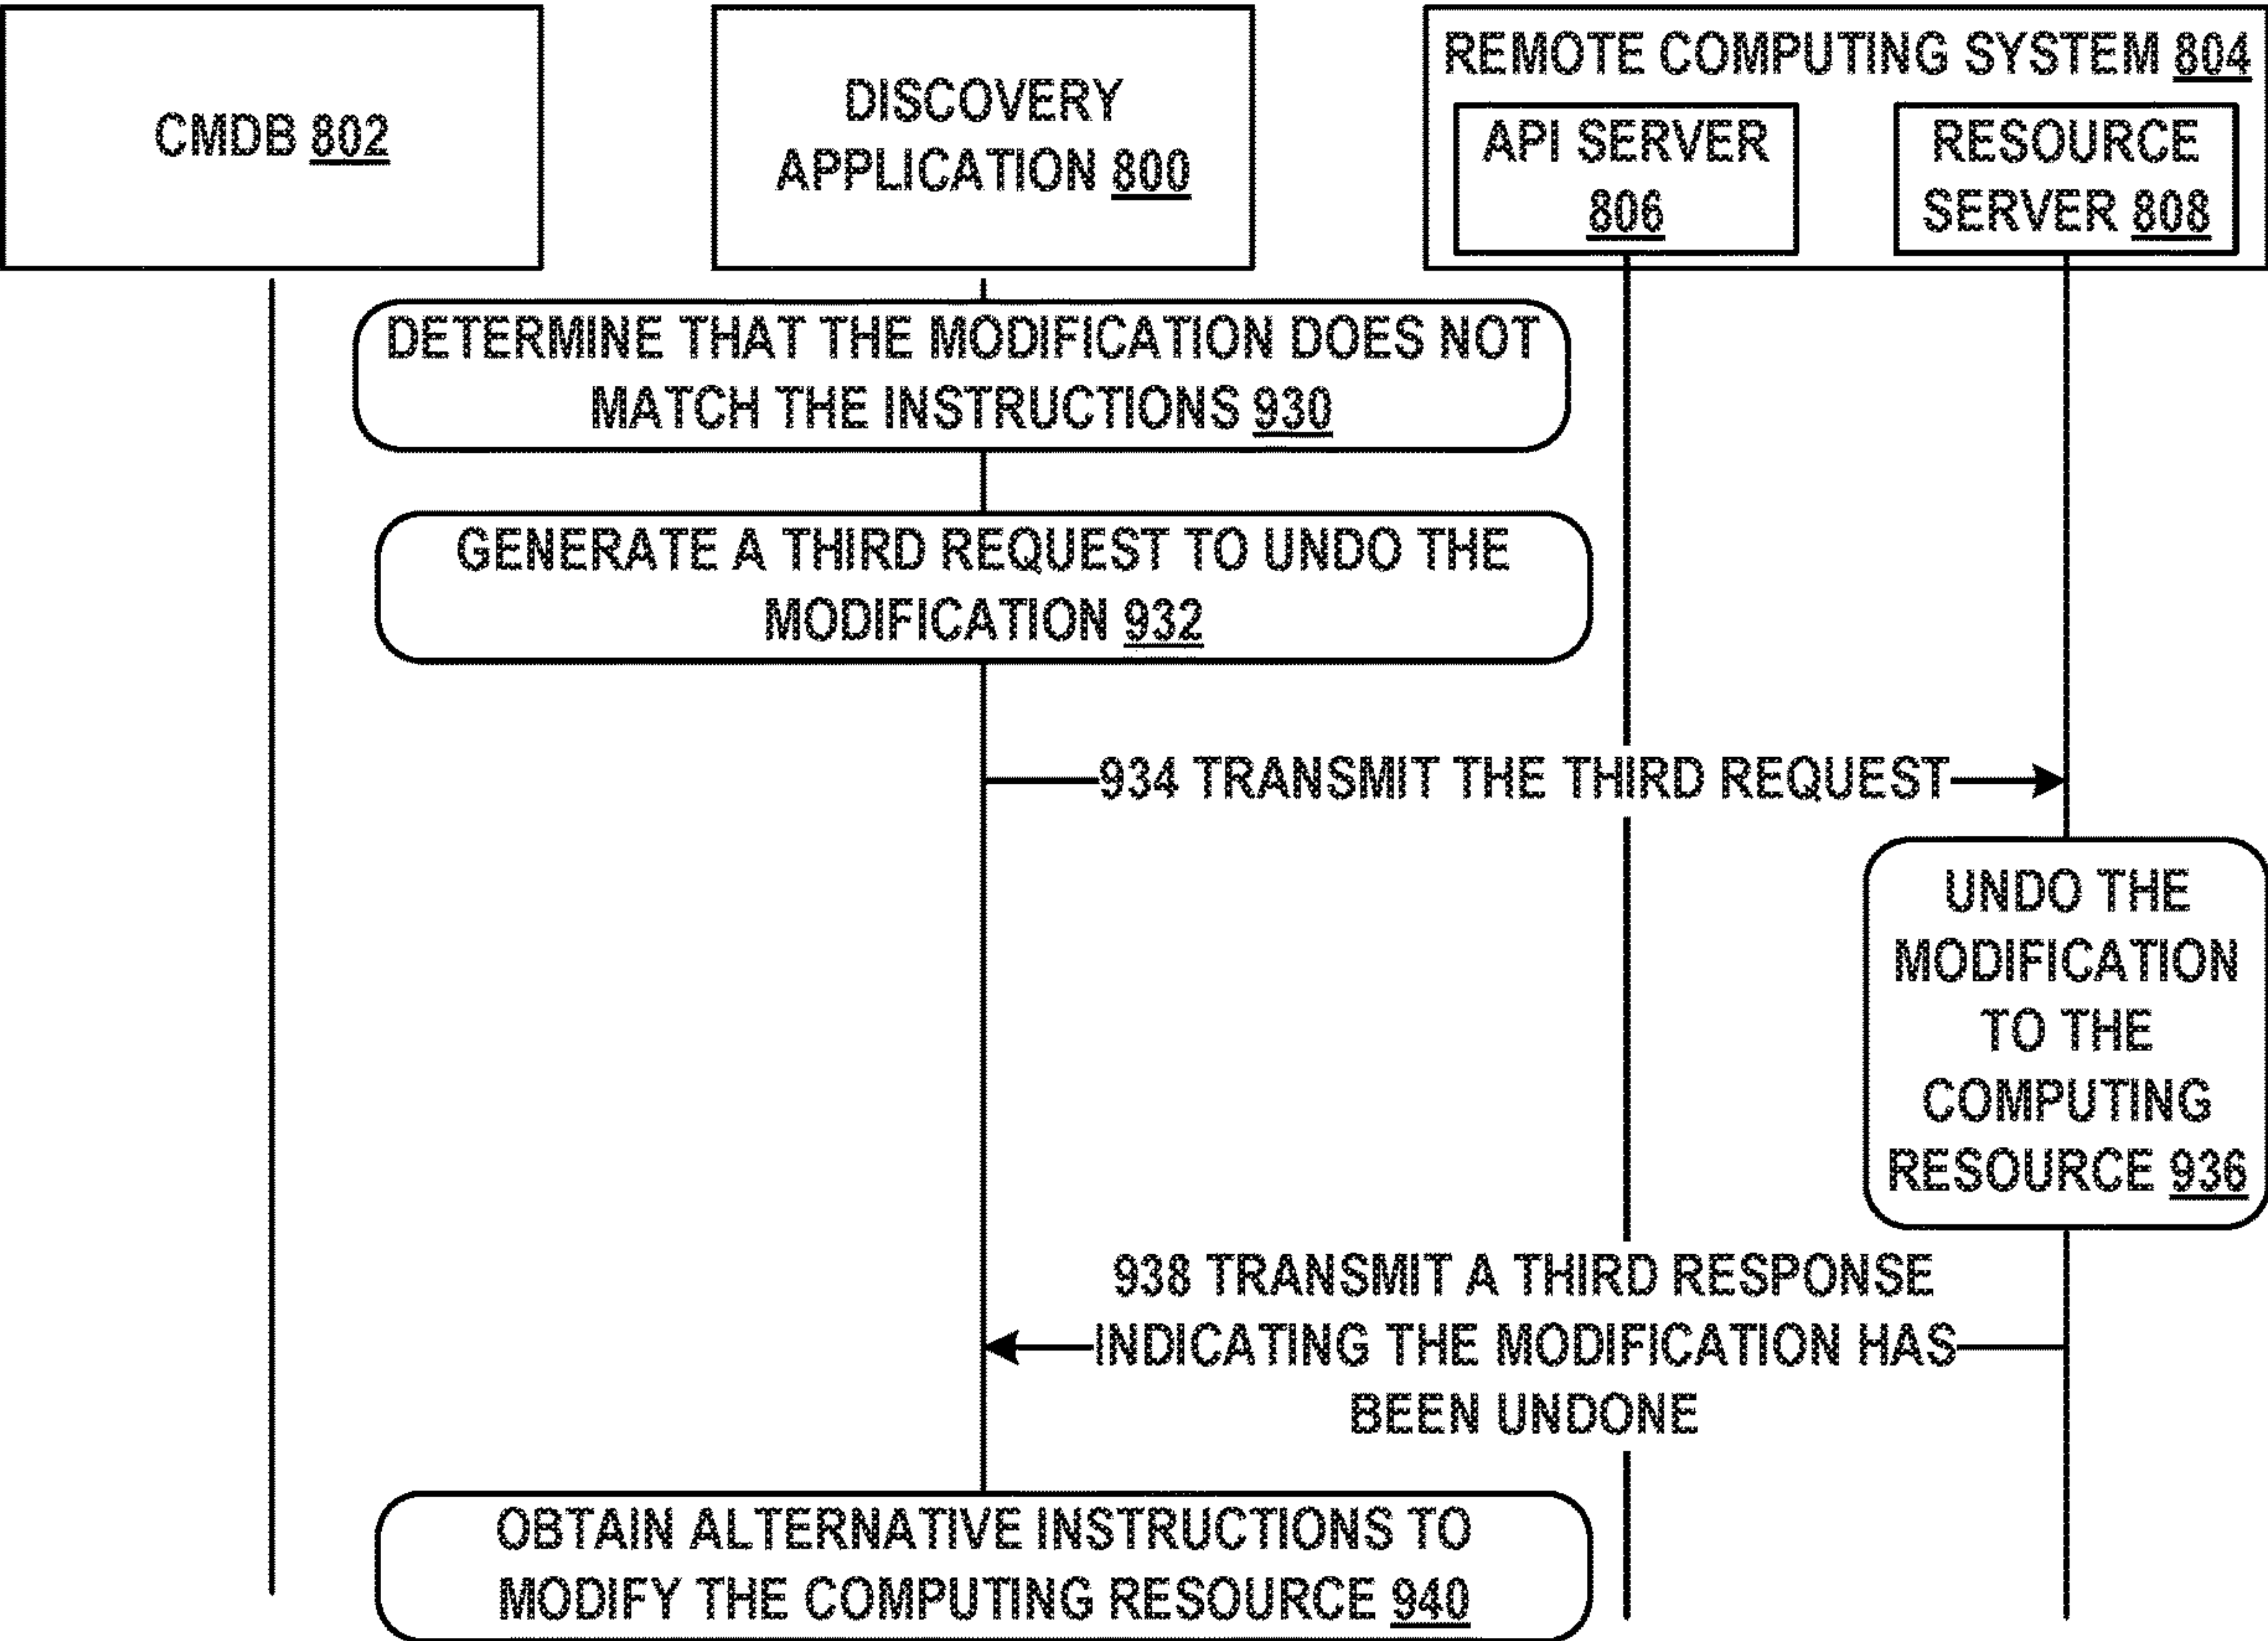 CMDB 802
DISCOVERY
APPLICATION 800
REMOTE COMPUTING SYSTEM 804
API SERVER
806
RESOURCE
SERVER 808
DETERMINE THAT THE MODIFICATION DOES NOT
MATCH THE INSTRUCTIONS 930
GENERATE A THIRD REQUEST TO UNDO THE
MODIFICATION 932
934 TRANSMIT THE THIRD REQUEST
UNDO THE
MODIFICATION
TO THE
COMPUTING
RESOURCE 936
938 TRANSMIT A THIRD RESPONSE
INDICATING THE MODIFICATION HAS
BEEN UNDONE
OBTAIN ALTERNATIVE INSTRUCTIONS TO
MODIFY THE COMPUTING RESOURCE 940